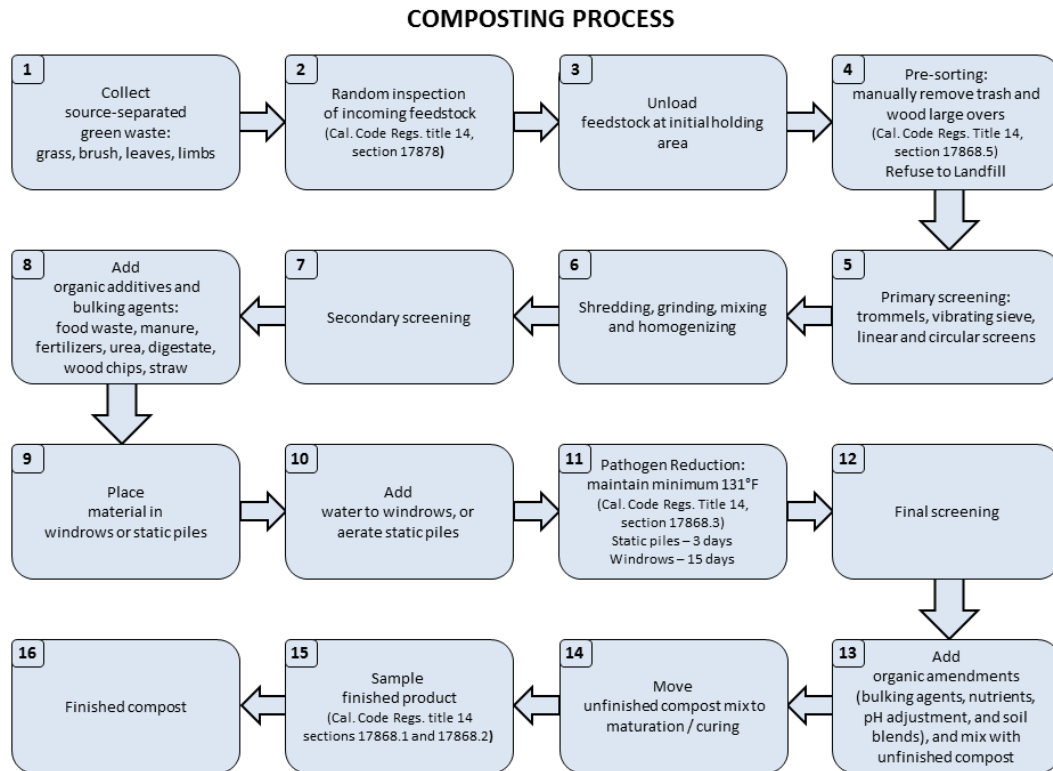 COMPOSTING PROCESS
1
Collect
source-separated
green waste:
grass, brush, leaves, limbs
2
Random inspection
of incoming feedstock
(Cal. Code Regs. title 14,
section 17878)
3
Unload
feedstock at initial holding
area
4
Pre-sorting:
manually remove trash and
wood large overs
(Cal. Code Regs. Title 14,
section 17868.5)
Refuse to Landfill
5
Primary screening:
trommels, vibrating sieve,
linear and circular screens
6
Shredding, grinding, mixing
and homogenizing
7
Secondary screening
8
Add
organic additives and
bulking agents:
food waste, manure,
fertilizers, urea, digestate,
wood chips, straw
9
Place
material in
windrows or static piles
10
Add
water to windrows, or
aerate static piles
11
Pathogen Reduction:
maintain minimum 131°F
(Cal. Code Regs. Title 14,
section 17868.3)
Static piles – 3 days
Windrows – 15 days
12
Final screening
13
Add
organic amendments
(bulking agents, nutrients,
pH adjustment, and soil
blends), and mix with
unfinished compost
14
Move
unfinished compost mix to
maturation / curing
15
Sample
finished product
(Cal. Code Regs. title 14
sections 17868.1 and 17868.2)
16
Finished compost